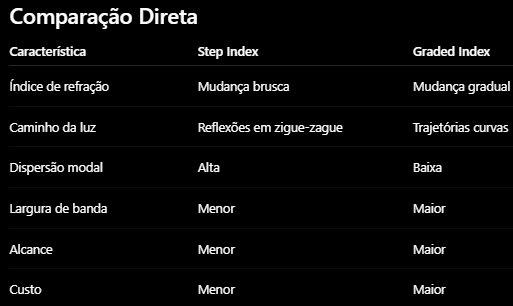 Comparação Direta
Característica Step Index Graded Index
Índice de refração Mudança brusca Mudança gradual
Caminho da luz Reflexões em zigue-zague Trajetórias curvas
Dispersão modal Alta Baixa
Largura de banda Menor Maior
Alcance Menor Maior
Custo Menor Maior